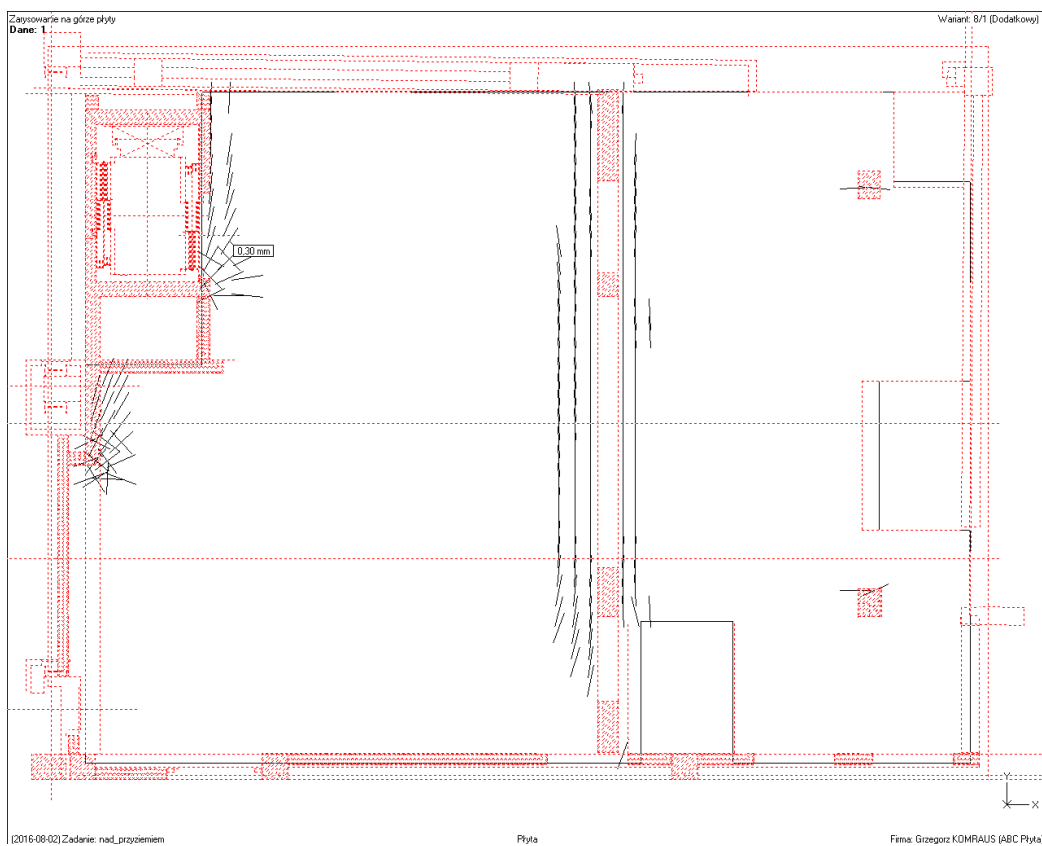 Zarysowanie na górze płyty
Wariant: 8/1 (Dodatkowy)
Dane: 1
0,30 mm
Y
X
(2016-08-02) Zadanie: nad_przyziemiem
Płyta
Firma: Grzegorz KOMRAUS (ABC Płyta)